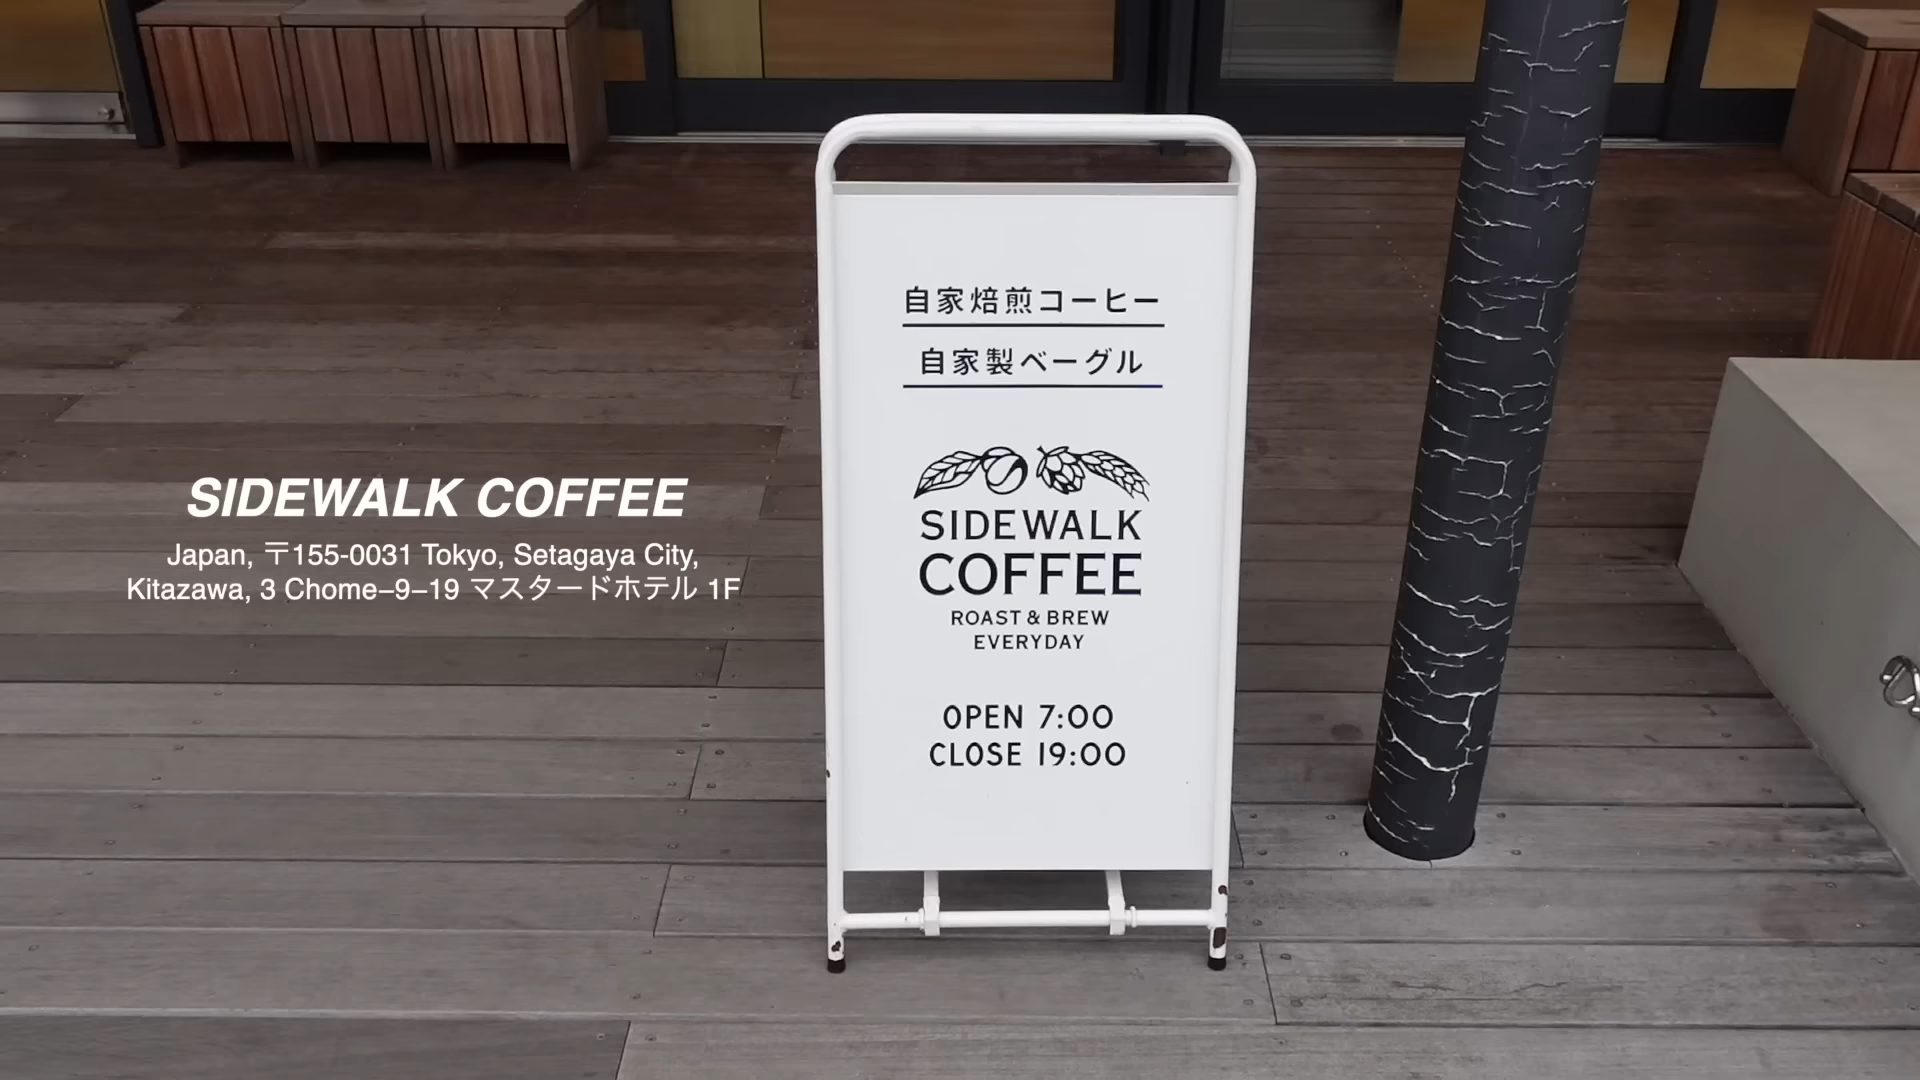 SIDEWALK COFFEE
Japan, 〒155-0031 Tokyo, Setagaya City,
Kitazawa, 3 Chome−9−19 マスタードホテル 1F
自家焙煎コーヒー
自家製ベーグル
SIDEWALK
COFFEE
ROAST & BREW
EVERYDAY
OPEN 7:00
CLOSE 19:00